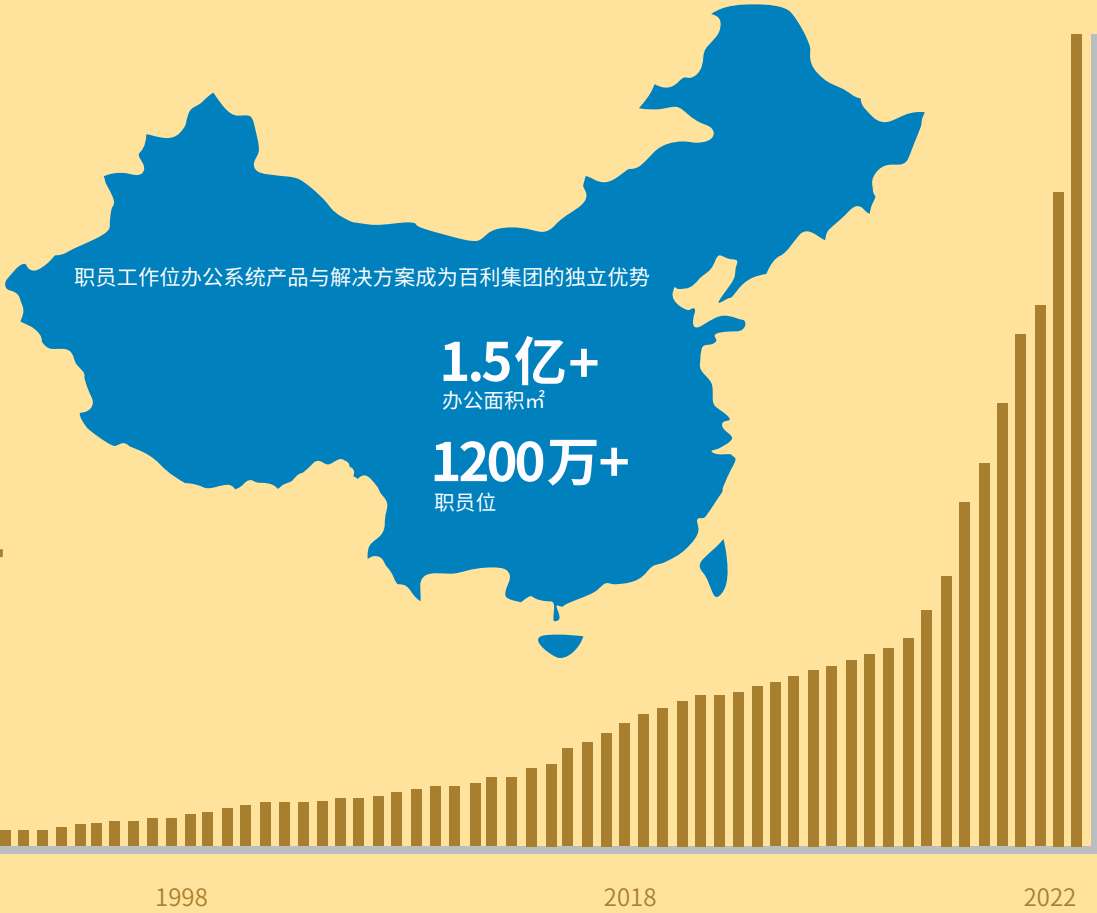 职员工作位办公系统产品与解决方案成为百利集团的独立优势
1.5亿+
办公面积㎡
1200万+
职员位
1998
2018
2022